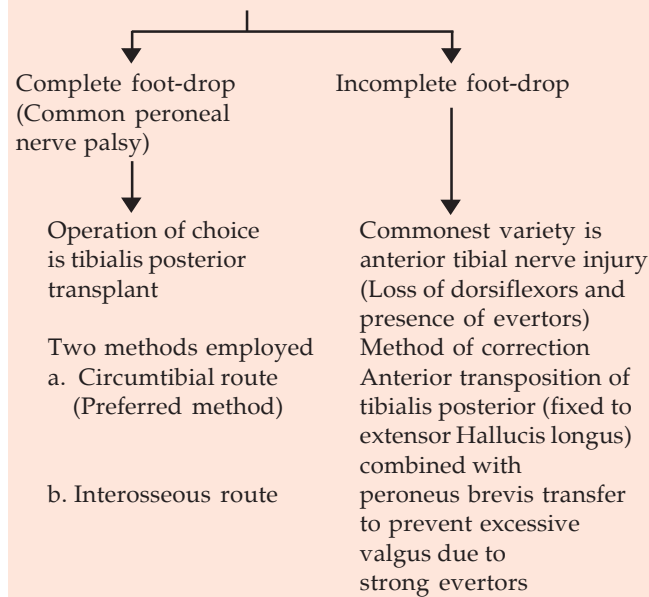 Complete foot-drop
(Common peroneal
nerve palsy)
Operation of choice
is tibialis posterior
transplant
Two methods employed
a. Circumtibial route
(Preferred method)
b. Interosseous route
Incomplete foot-drop
Commonest variety is
anterior tibial nerve injury
(Loss of dorsiflexors and
presence of evertors)
Method of correction
Anterior transposition of
tibialis posterior (fixed to
extensor Hallucis longus)
combined with
peroneus brevis transfer
to prevent excessive
valgus due to
strong evertors